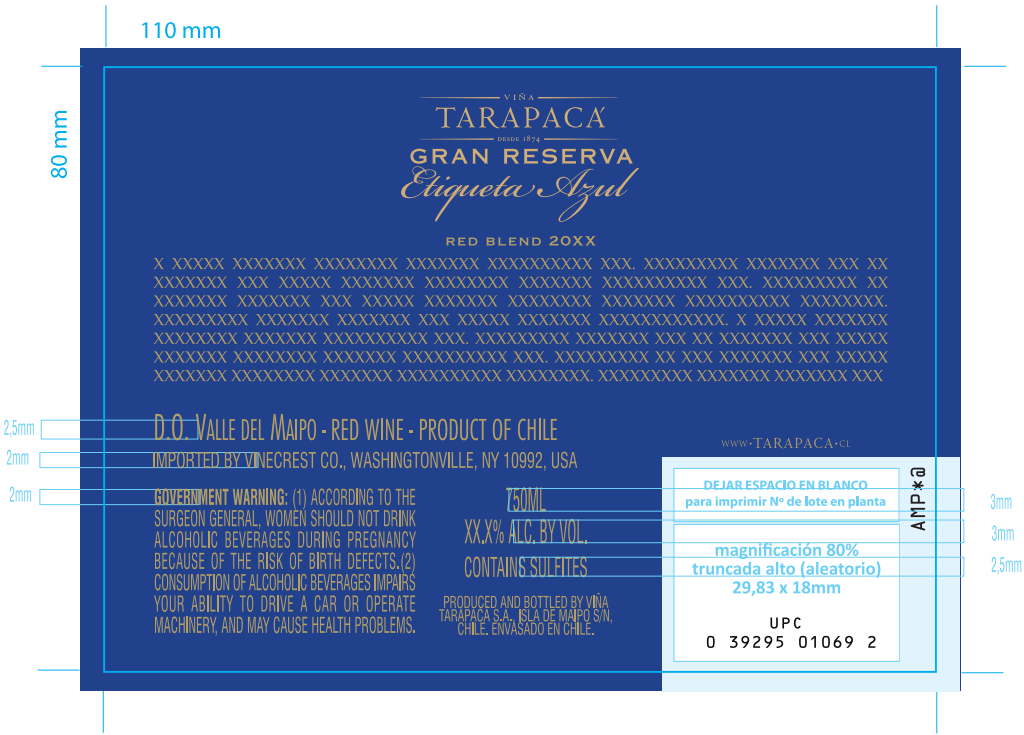 110 mm
80 mm
VIÑA
TARAPACÁ
DESDE 1874
GRAN RESERVA
Etiqueta Azul
RED BLEND 20XX
X XXXXX XXXXXXX XXXXXXXX XXXXXXX XXXXXXXXXX XXX. XXXXXXXXX XXXXXXX XXX XX
XXXXXXX XXX XXXXX XXXXXXX XXXXXXXX XXXXXXX XXXXXXXXXX XXX. XXXXXXXXX XX
XXXXXXX XXXXXXX XXX XXXXX XXXXXXX XXXXXXXX XXXXXXX XXXXXXXX XXXXXXXXXX.
XXXXXXXXX XXXXXXX XXXXXXX XXX XXXXX XXXXXXX XXXXXXXXXXXXX. X XXXXX XXXXXXX
XXXXXXXX XXXXXXX XXXXXXXXXX XXX. XXXXXXXXX XXXXXXXX XXX XX XXXXXXX XXX XXXXX
XXXXXXX XXXXXXXX XXXXXXX XXXXXXXXXX XXX. XXXXXXXXX XX XXX XXXXXXX XXX XXXXX
XXXXXXX XXXXXXXX XXXXXXX XXXXXXXXXX XXXXXXXX. XXXXXXXXX XXXXXXX XXXXXXX XXX
2,5mm
D.O. VALLE DEL MAIPO - RED WINE - PRODUCT OF CHILE
WWW·TARAPACA·CL
2mm
IMPORTED BY VINECREST CO., WASHINGTONVILLE, NY 10992, USA
2mm
GOVERNMENT WARNING: (1) ACCORDING TO THE
SURGEON GENERAL, WOMEN SHOULD NOT DRINK
ALCOHOLIC BEVERAGES DURING PREGNANCY
BECAUSE OF THE RISK OF BIRTH DEFECTS.(2)
CONSUMPTION OF ALCOHOLIC BEVERAGES IMPAIRS
YOUR ABILITY TO DRIVE A CAR OR OPERATE
MACHINERY, AND MAY CAUSE HEALTH PROBLEMS.
750ML
XX.X% ALC. BY VOL.
CONTAINS SULFITES
PRODUCED AND BOTTLED BY VIÑA
TARAPACÁ S.A., ISLA DE MAIPO S/N,
CHILE. ENVASADO EN CHILE.
DEJAR ESPACIO EN BLANCO
para imprimir Nº de lote en planta
AMP*@
magnificación 80%
truncada alto (aleatorio)
29,83 x 18mm
UPC
0 39295 01069 2
3mm
3mm
2,5mm